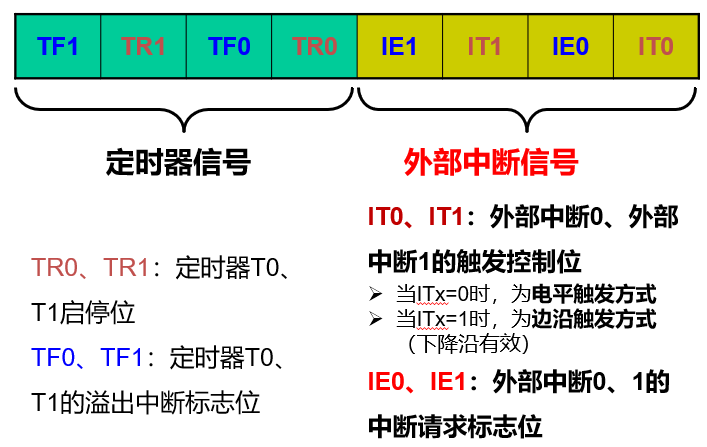 TF1 TR1 TF0 TR0 IE1 IT1 IE0 IT0
定时器信号
外部中断信号
TR0、TR1：定时器T0、
T1启停位
TF0、TF1：定时器T0、
T1的溢出中断标志位
IT0、IT1：外部中断0、外部
中断1的触发控制位
➢ 当ITx=0时，为电平触发方式
➢ 当ITx=1时，为边沿触发方式
（下降沿有效）
IE0、IE1：外部中断0、1的
中断请求标志位